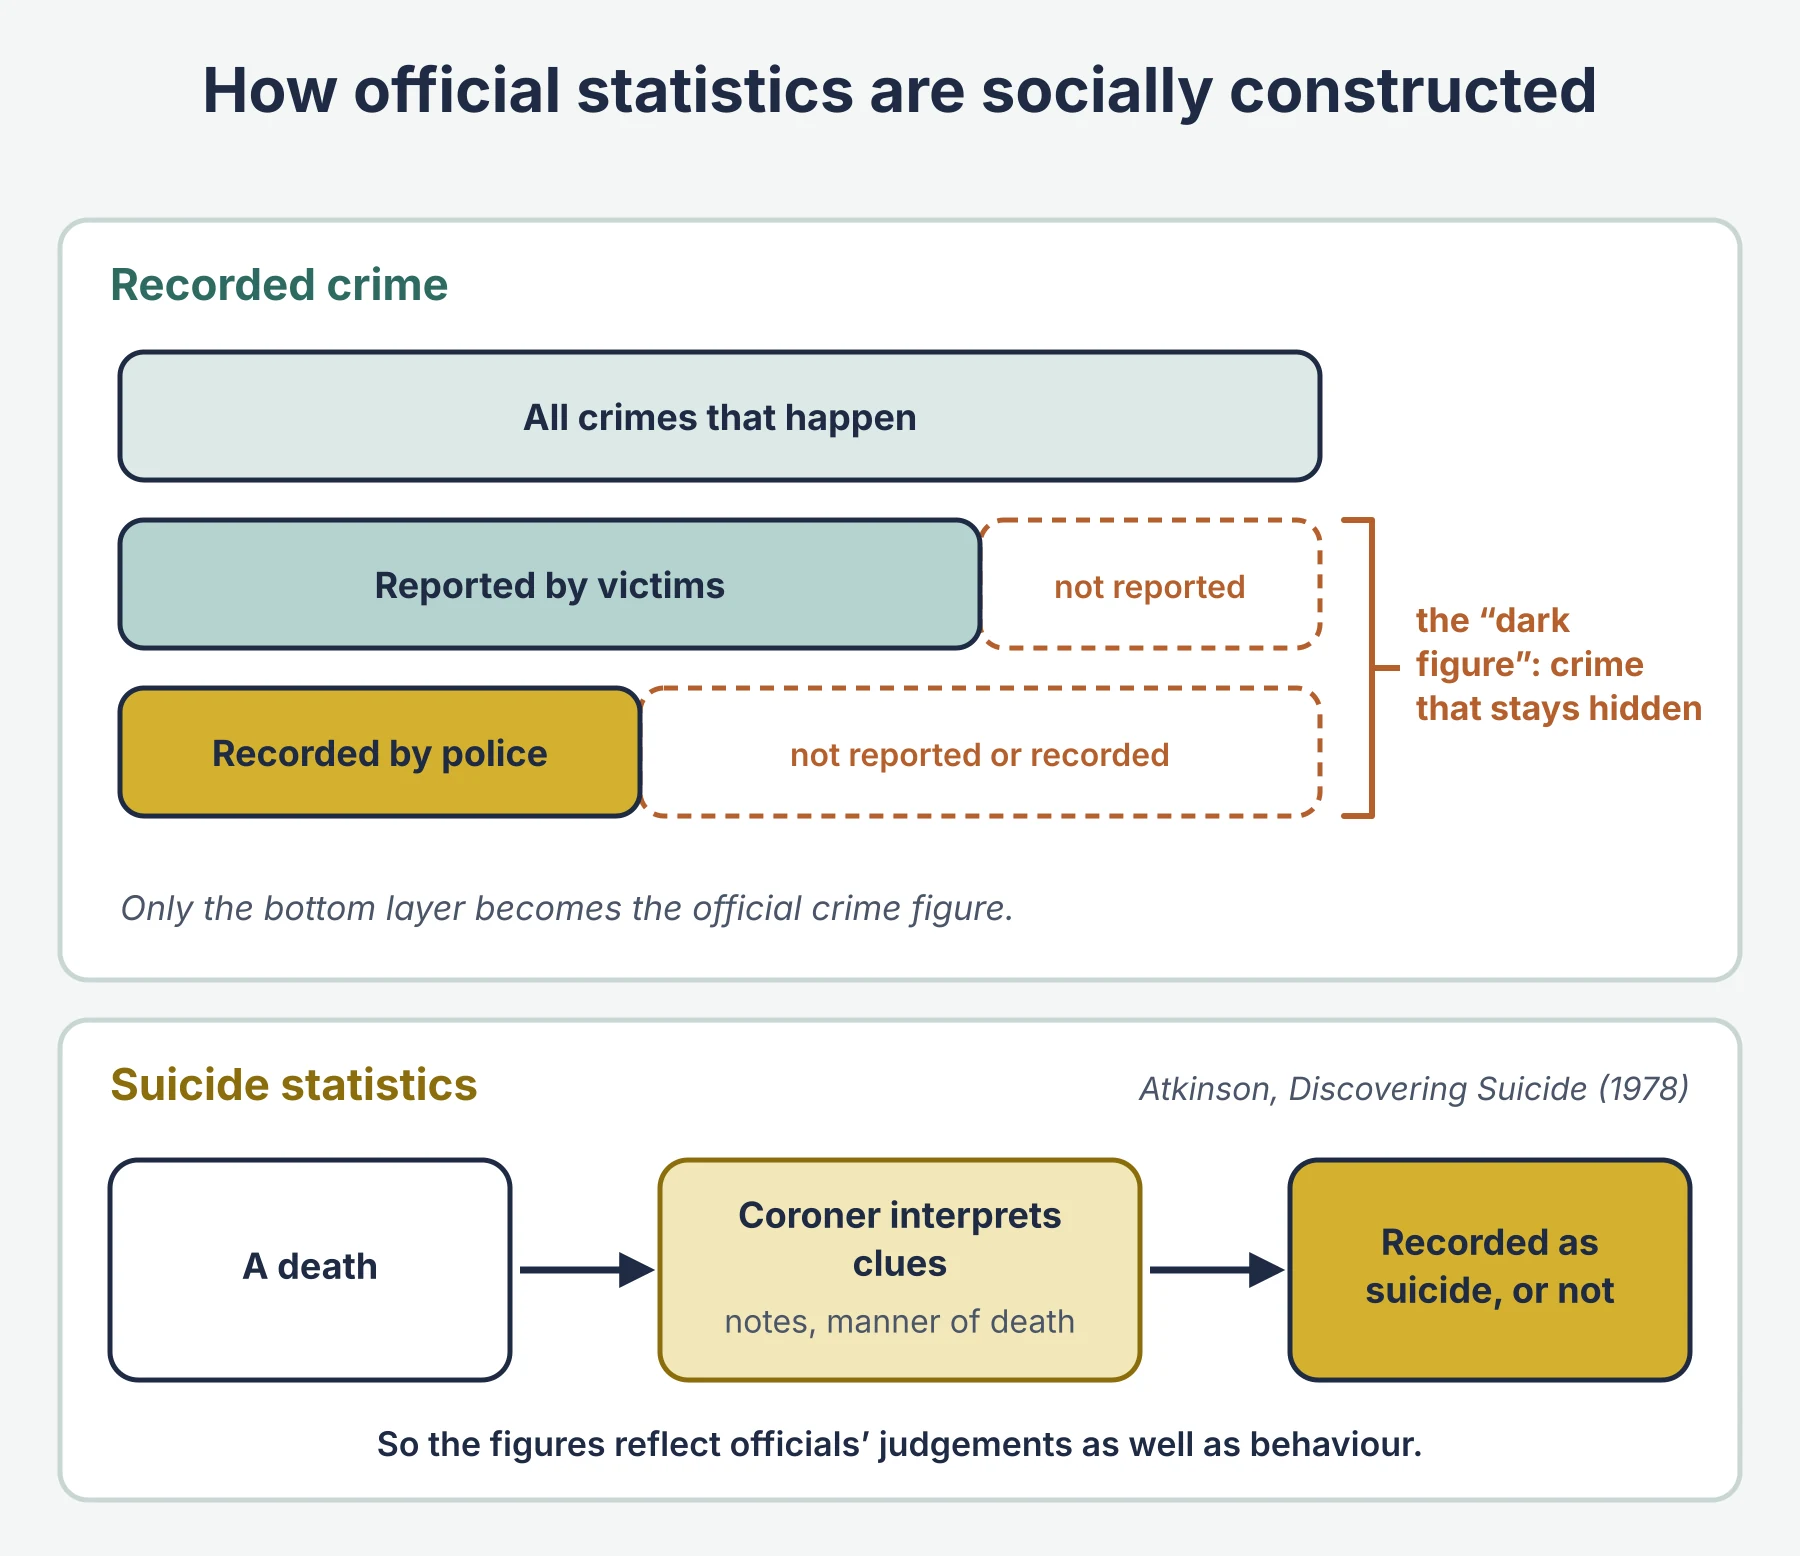 How official statistics are socially constructed
Recorded crime
All crimes that happen
Reported by victims
not reported
Recorded by police
not reported or recorded
the “dark
figure”: crime
that stays hidden
Only the bottom layer becomes the official crime figure.
Suicide statistics
Atkinson, Discovering Suicide (1978)
A death
Coroner interprets
clues
notes, manner of death
Recorded as
suicide, or not
So the figures reflect officials’ judgements as well as behaviour.